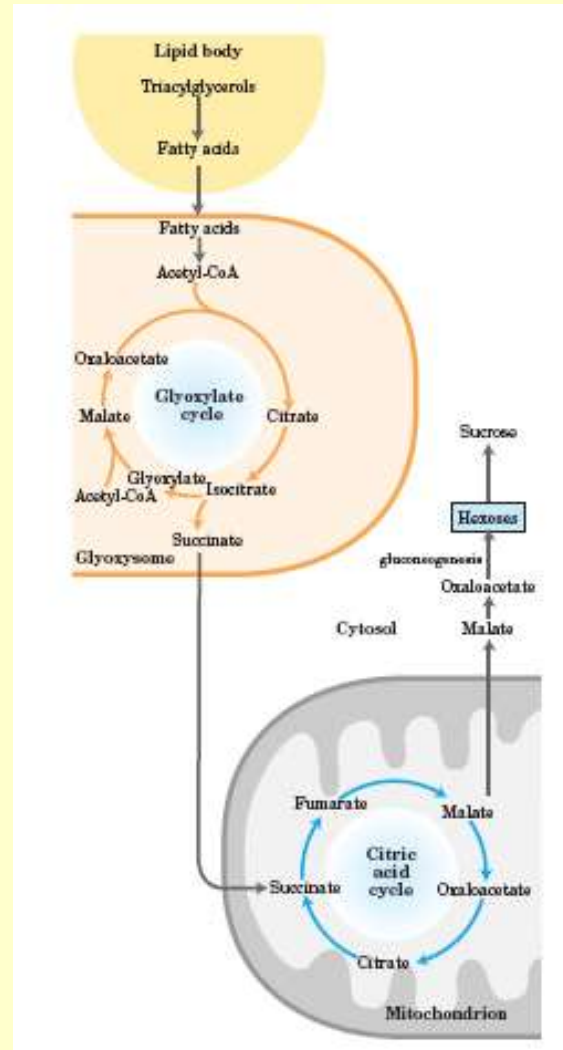 Lipid body
Triacylglycerols
Fatty acids
Fatty acids
Acetyl-CoA
Oxaloacetate
Glyoxylate
cycle
Malate
Citrate
Glyoxylate
Isocitrate
Acetyl-CoA
Succinate
Glyoxysome
Sucrose
Hexoses
gluconeogenesis
Oxaloacetate
Cytosol
Malate
Fumarate
Malate
Citric
acid
cycle
Succinate
Oxaloacetate
Citrate
Mitochondrion